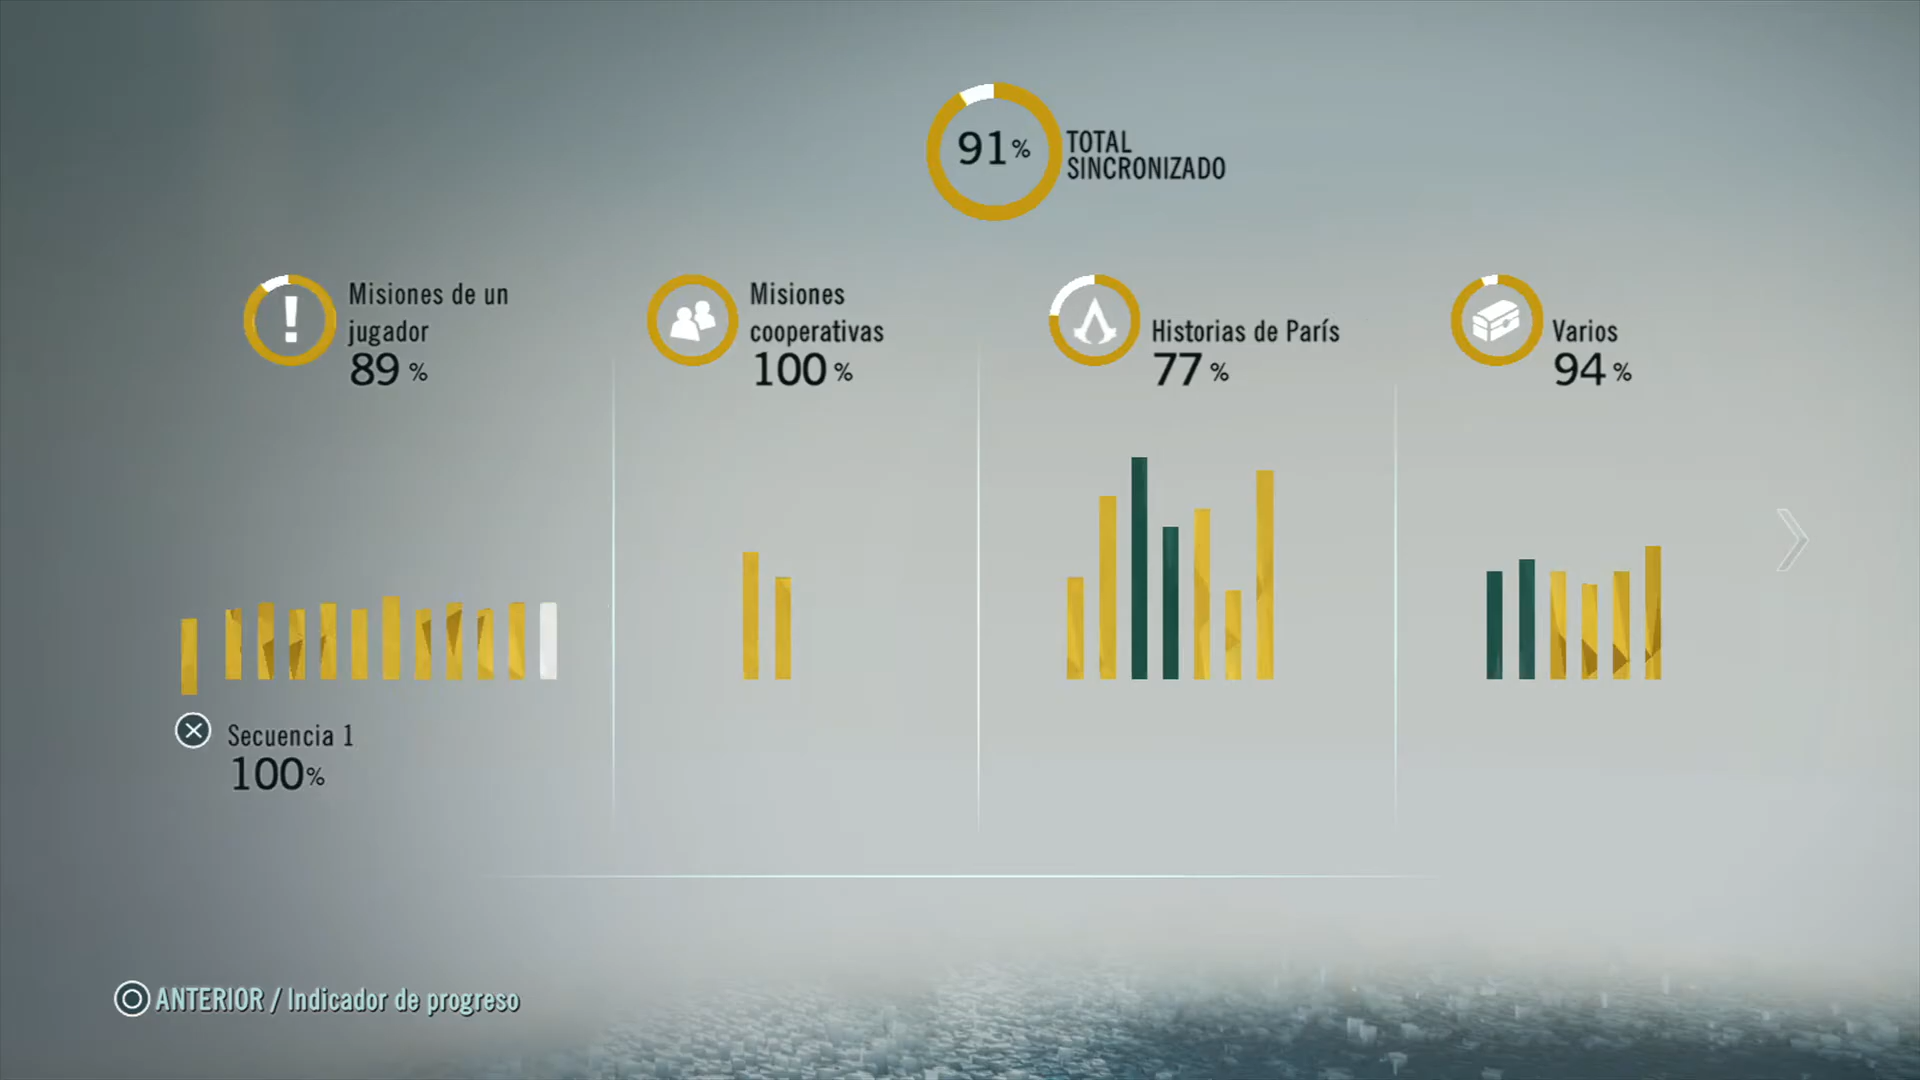 91%
TOTAL
SINCRONIZADO
Misiones de un
jugador
89 %
Misiones
cooperativas
100 %
Historias de París
77 %
Varios
94 %
Secuencia 1
100%
ANTERIOR / Indicador de progreso